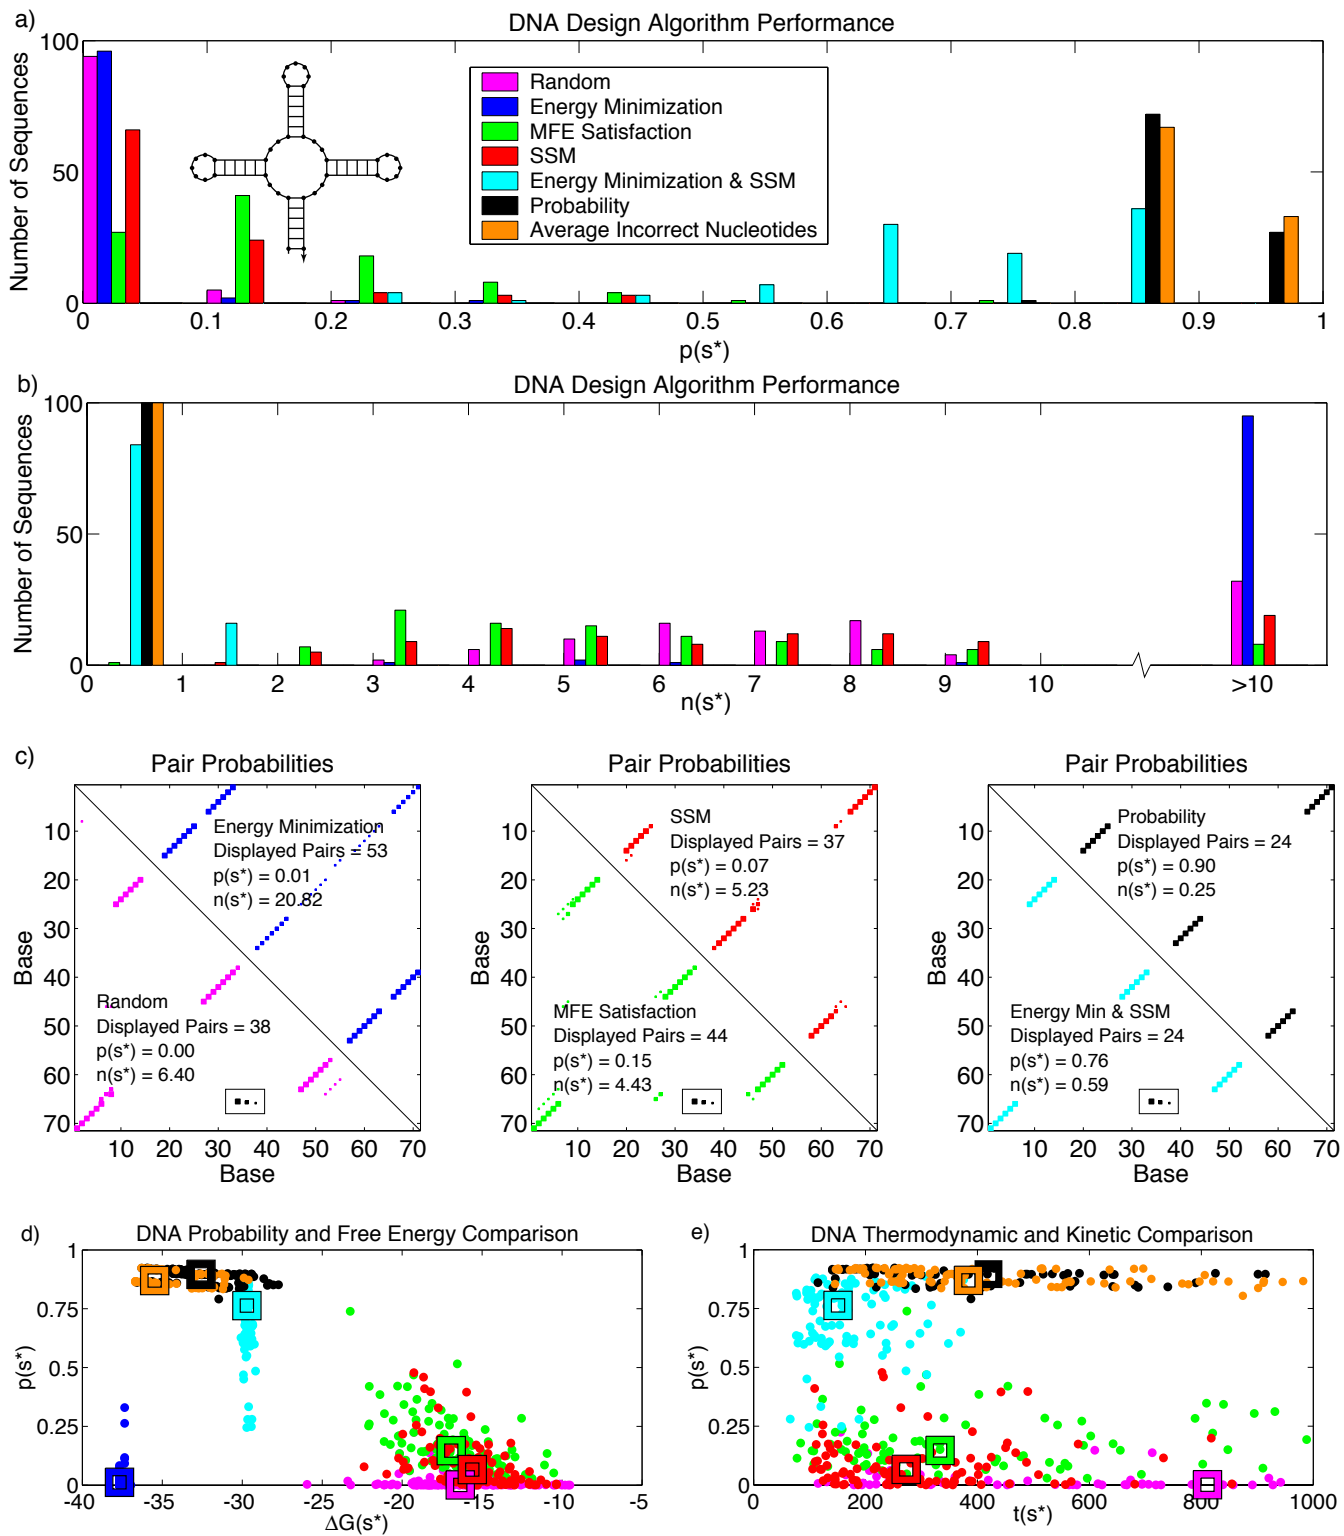 a)
DNA Design Algorithm Performance
Number of Sequences
100
50
0
Random
Energy Minimization
MFE Satisfaction
SSM
Energy Minimization & SSM
Probability
Average Incorrect Nucleotides
0 0.1 0.2 0.3 0.4 0.5 0.6 0.7 0.8 0.9 1
p(s*)
b)
DNA Design Algorithm Performance
Number of Sequences
100
50
0
0 1 2 3 4 5 6 7 8 9 10 >10
n(s*)
c)
Pair Probabilities
Base
10
20
30
40
50
60
70
Energy Minimization
Displayed Pairs = 53
p(s*) = 0.01
n(s*) = 20.82
Random
Displayed Pairs = 38
p(s*) = 0.00
n(s*) = 6.40
10 20 30 40 50 60 70
Base
Pair Probabilities
Base
10
20
30
40
50
60
70
SSM
Displayed Pairs = 37
p(s*) = 0.07
n(s*) = 5.23
MFE Satisfaction
Displayed Pairs = 44
p(s*) = 0.15
n(s*) = 4.43
10 20 30 40 50 60 70
Base
Pair Probabilities
Base
10
20
30
40
50
60
70
Probability
Displayed Pairs = 24
p(s*) = 0.90
n(s*) = 0.25
Energy Min & SSM
Displayed Pairs = 24
p(s*) = 0.76
n(s*) = 0.59
10 20 30 40 50 60 70
Base
d)
DNA Probability and Free Energy Comparison
p(s*)
1
0.75
0.5
0.25
0
-40 -35 -30 -25 -20 -15 -10 -5
ΔG(s*)
e)
DNA Thermodynamic and Kinetic Comparison
p(s*)
1
0.75
0.5
0.25
0
0 200 400 600 800 1000
t(s*)